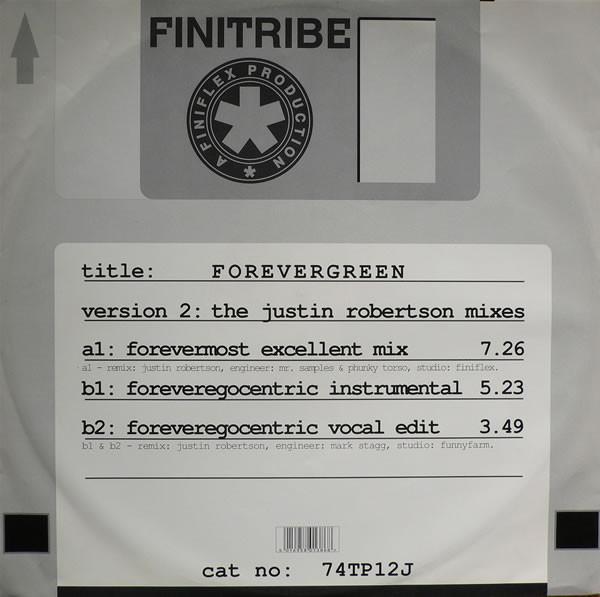 FINITRIBE
A FINIFLEX PRODUCTION
title: FOREVERGREEN
version 2: the justin robertson mixes
a1: forevermost excellent mix 7.26
a1 - remix: justin robertson, engineer: mr. samples & phunky torso, studio: finiflex.
b1: foreveregocentric instrumental 5.23
b2: foreveregocentric vocal edit 3.49
b1 & b2 - remix: justin robertson, engineer: mark stagg, studio: funnyfarm.
cat no: 74TP12J